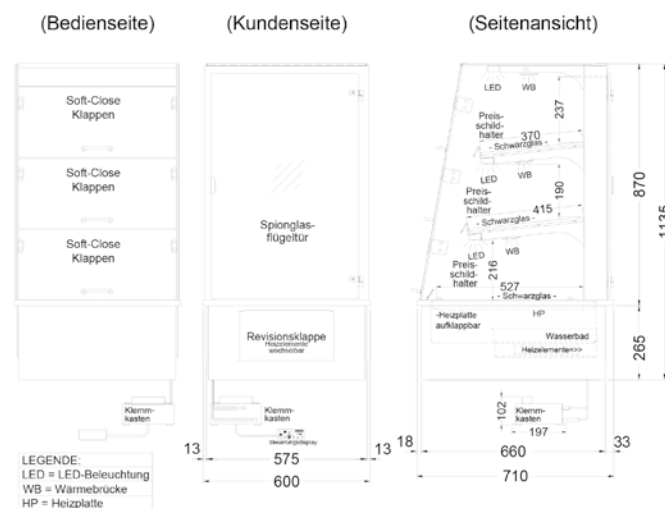 (Bedienseite)
(Kundenseite)
(Seitenansicht)
Soft-Close
Klappen
Soft-Close
Klappen
Soft-Close
Klappen
Klemm-
kasten
LEGENDE:
LED = LED-Beleuchtung
WB = Wärmebrücke
HP = Heizplatte
Spionglas-
flügeltür
Revisionsklappe
Heizelemente
wechselbar
Klemm-
kasten
Steuerungsdisplay
13
575
13
600
LED
WB
237
Preis-
schild-
halter
370
- Schwarzglas -
LED
WB
190
Preis-
schild-
halter
415
- Schwarzglas -
LED
WB
216
Preis-
schild-
halter
527
- Schwarzglas -
-Heizplatte
aufklappbar
HP
Wasserbad
Heizelemente=>>
870
1135
265
102
Klemm-
kasten
197
18
660
33
710